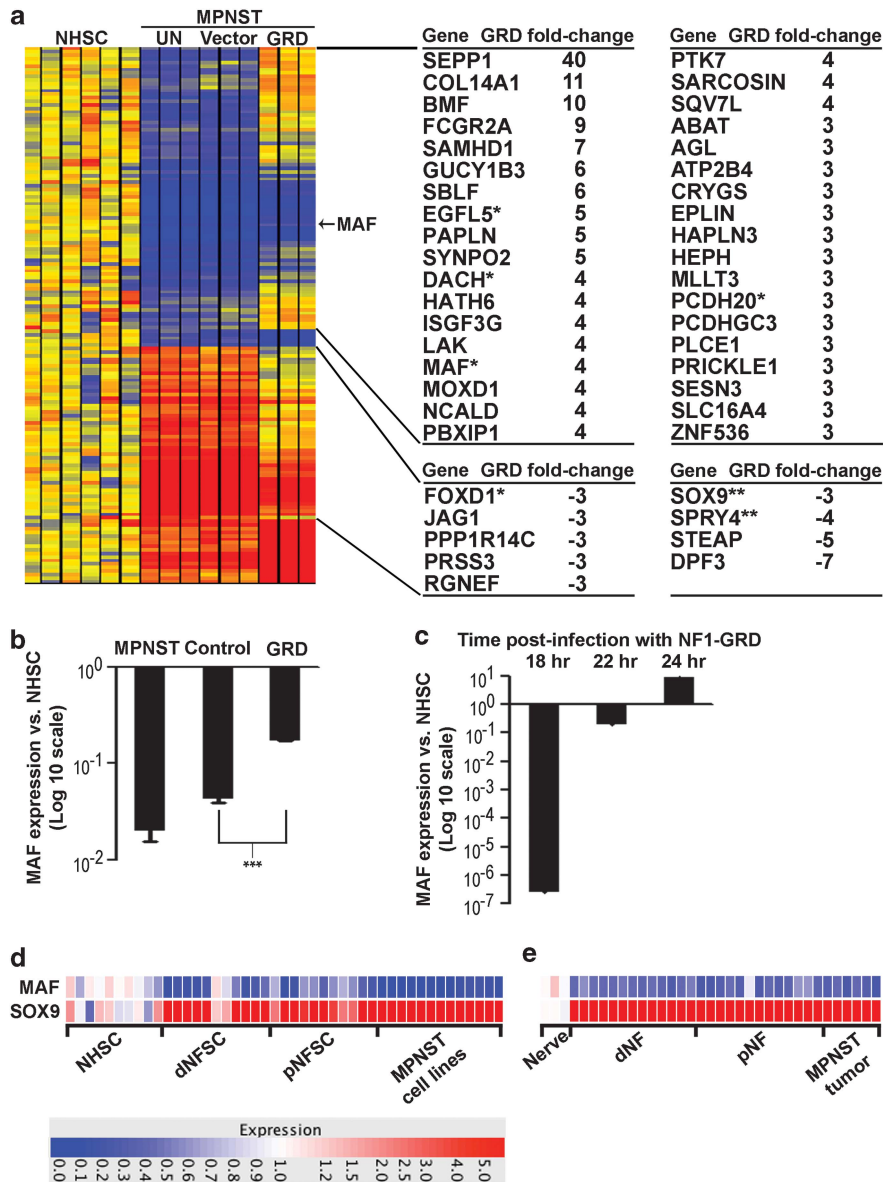 a
MPNST
NHSC UN Vector GRD
←MAF
Gene GRD fold-change
SEPP1 40
COL14A1 11
BMF 10
FCGR2A 9
SAMHD1 7
GUCY1B3 6
SBLF 6
EGFL5* 5
PAPLN 5
SYNPO2 5
DACH* 4
HATH6 4
ISGF3G 4
LAK 4
MAF* 4
MOXD1 4
NCALD 4
PBXIP1 4
Gene GRD fold-change
PTK7 4
SARCOSIN 4
SQV7L 4
ABAT 3
AGL 3
ATP2B4 3
CRYGS 3
EPLIN 3
HAPLN3 3
HEPH 3
MLLT3 3
PCDH20* 3
PCDHGC3 3
PLCE1 3
PRICKLE1 3
SESN3 3
SLC16A4 3
ZNF536 3
Gene GRD fold-change
FOXD1* -3
JAG1 -3
PPP1R14C -3
PRSS3 -3
RGNEF -3
Gene GRD fold-change
SOX9** -3
SPRY4** -4
STEAP -5
DPF3 -7
b
MPNST Control GRD
MAF expression vs. NHSC
(Log 10 scale)
10⁰
10⁻¹
10⁻²
***
c
Time post-infection with NF1-GRD
18 hr 22 hr 24 hr
MAF expression vs. NHSC
(Log 10 scale)
10¹
10⁰
10⁻¹
10⁻²
10⁻³
10⁻⁴
10⁻⁵
10⁻⁶
10⁻⁷
d
MAF
SOX9
NHSC
dNFSC
pNFSC
MPNST
cell lines
e
Nerve
dNF
pNF
MPNST
tumor
Expression
0.0 0.1 0.2 0.3 0.4 0.5 0.6 0.7 0.8 0.9 1.0 1.2 1.5 2.0 2.5 3.0 4.0 5.0